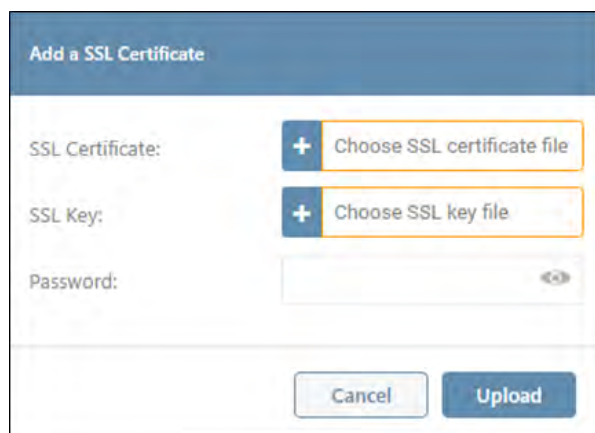 Add a SSL Certificate
SSL Certificate:
+ Choose SSL certificate file
SSL Key:
+ Choose SSL key file
Password:
Cancel
Upload